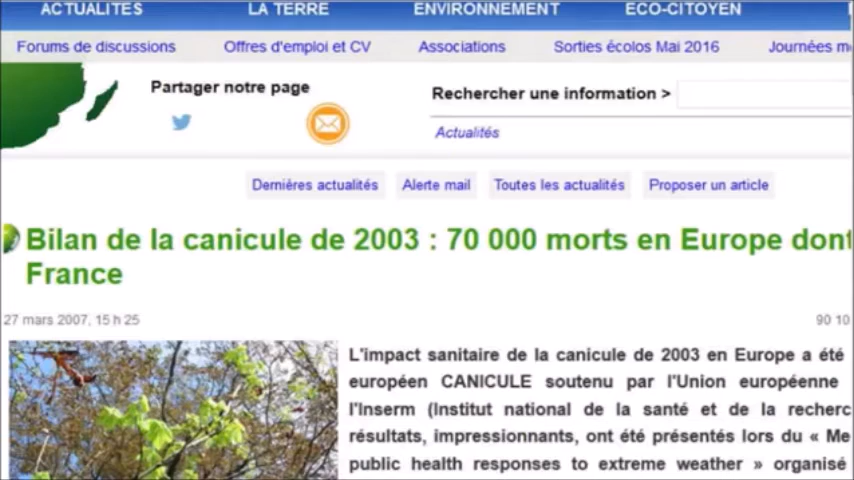 ACTUALITES LA TERRE ENVIRONNEMENT ECO-CITOYEN
Forums de discussions Offres d'emploi et CV Associations Sorties écolos Mai 2016 Journées
Partager notre page
Rechercher une information >
Actualités
Dernières actualités Alerte mail Toutes les actualités Proposer un article
Bilan de la canicule de 2003 : 70 000 morts en Europe dont
France
27 mars 2007, 15 h 25 90 10
L'impact sanitaire de la canicule de 2003 en Europe a été
européen CANICULE soutenu par l'Union européenne
l'Inserm (Institut national de la santé et de la recherc
résultats, impressionnants, ont été présentés lors du « Me
public health responses to extreme weather » organisé